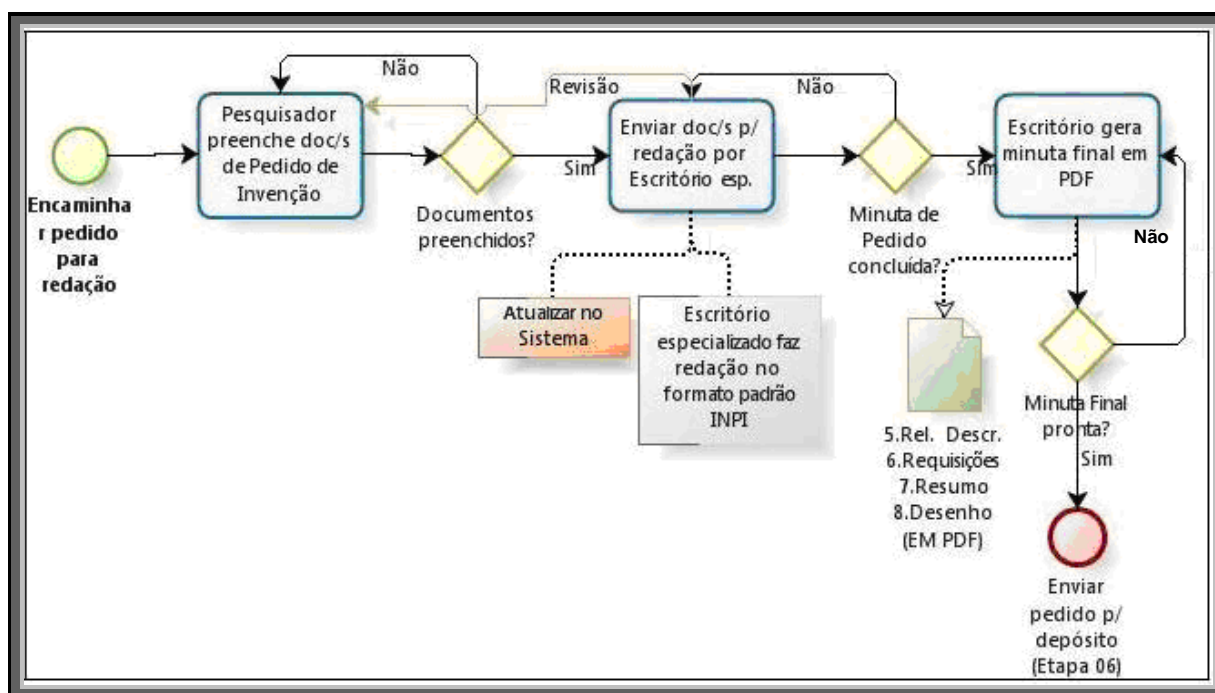 Não
Revisão
Não
Pesquisador
preenche doc/s
de Pedido de
Invenção
Enviar doc/s p/
redação por
Escritório esp.
Escritório gera
minuta final em
PDF
Sim
Sim
Encaminha
r pedido
para
redação
Documentos
preenchidos?
Minuta de
Pedido
concluída?
Não
Atualizar no
Sistema
Escritório
especializado faz
redação no
formato padrão
INPI
5.Rel. Descr.
6.Requisições
7.Resumo
8.Desenho
(EM PDF)
Minuta Final
pronta?
Sim
Enviar
pedido p/
depósito
(Etapa 06)